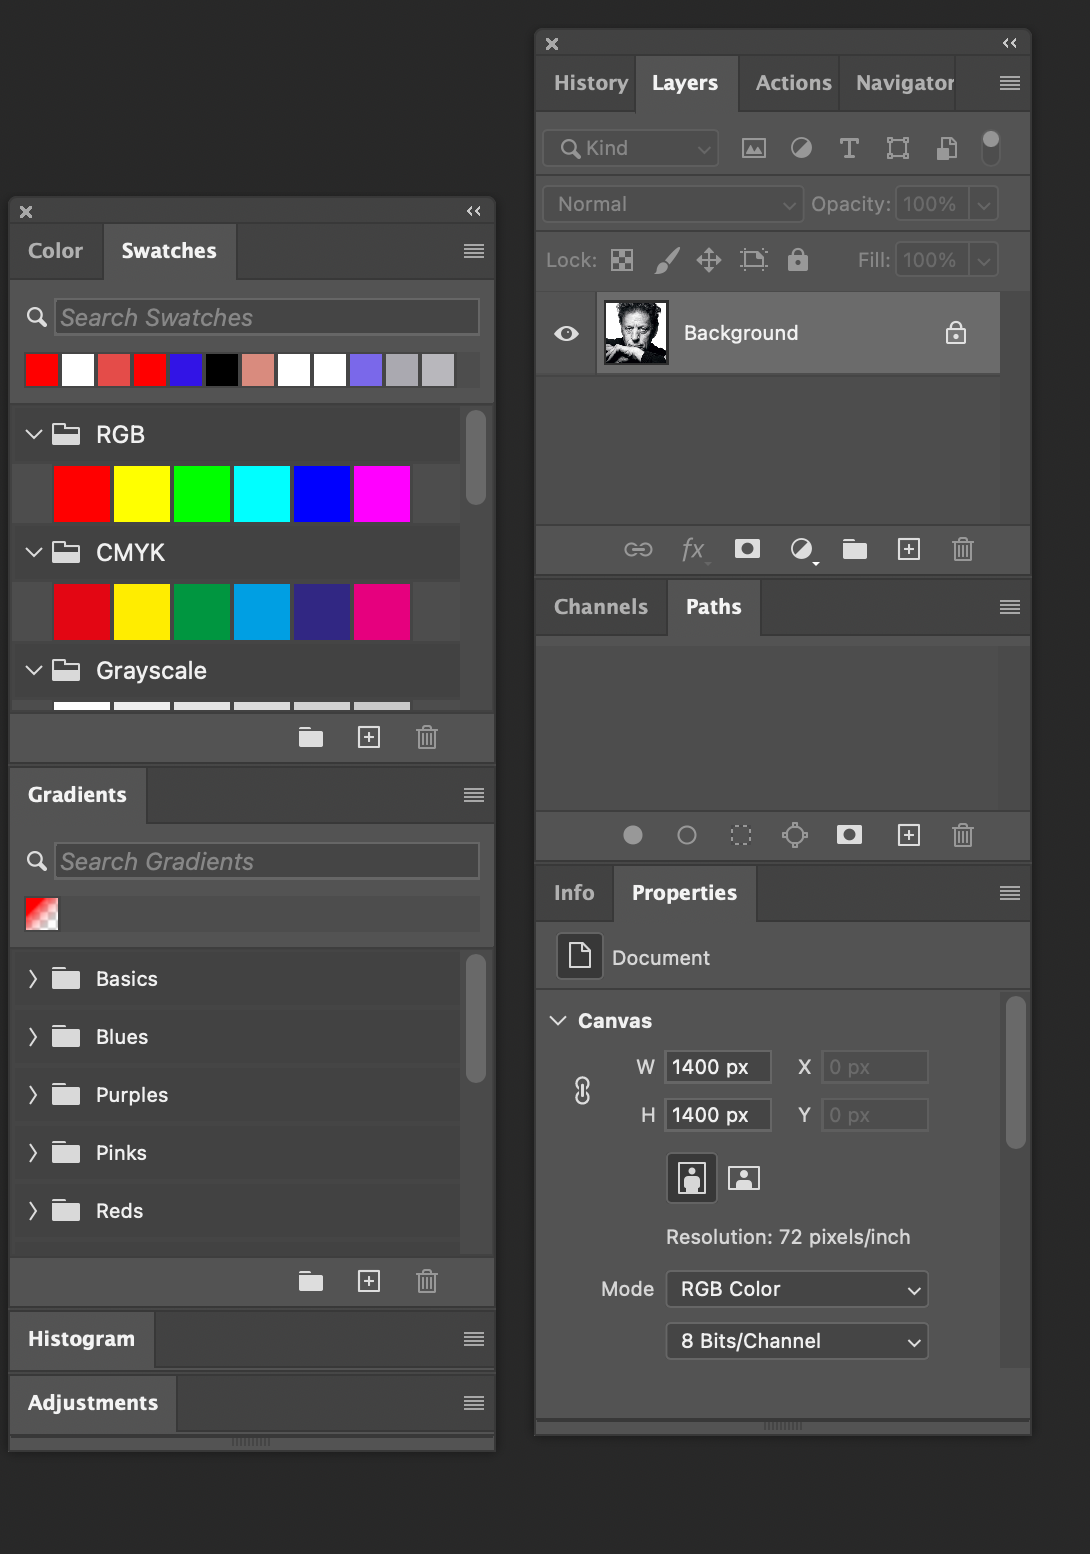 Color Swatches
Search Swatches
RGB
CMYK
Grayscale
Gradients
Search Gradients
Basics
Blues
Purples
Pinks
Reds
Histogram
Adjustments
History Layers Actions Navigator
Kind
Normal Opacity: 100%
Lock: Fill: 100%
Background
fx
Channels Paths
Info Properties
Document
Canvas
W 1400 px X 0 px
H 1400 px Y 0 px
Resolution: 72 pixels/inch
Mode RGB Color
8 Bits/Channel